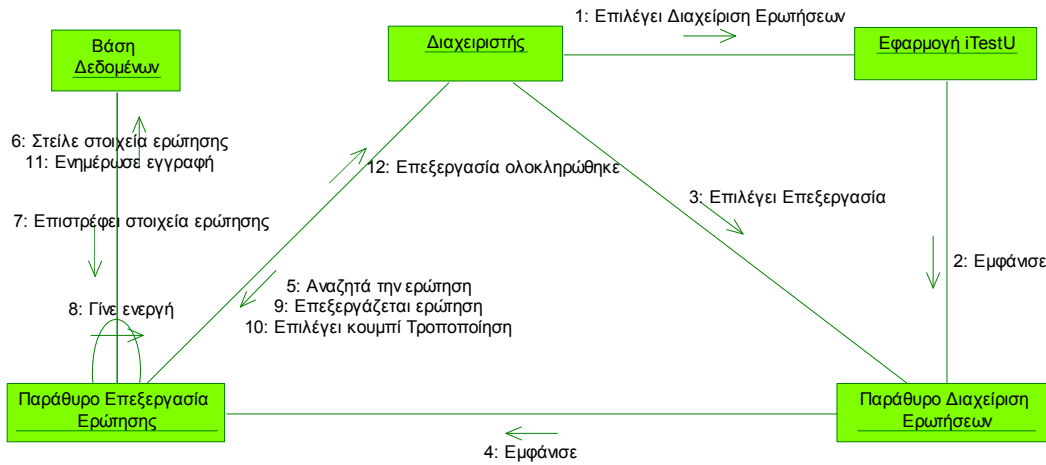 1: Επιλέγει Διαχείριση Ερωτήσεων
Βάση
Δεδομένων
Διαχειριστής
Εφαρμογή iTestU
6: Στείλε στοιχεία ερώτησης
11: Ενημέρωσε εγγραφή
12: Επεξεργασία ολοκληρώθηκε
3: Επιλέγει Επεξεργασία
7: Επιστρέφει στοιχεία ερώτησης
2: Εμφάνισε
5: Αναζητά την ερώτηση
9: Επεξεργάζεται ερώτηση
10: Επιλέγει κουμπί Τροποποίηση
8: Γίνε ενεργή
Παράθυρο Επεξεργασία
Ερώτησης
Παράθυρο Διαχείριση
Ερωτήσεων
4: Εμφάνισε